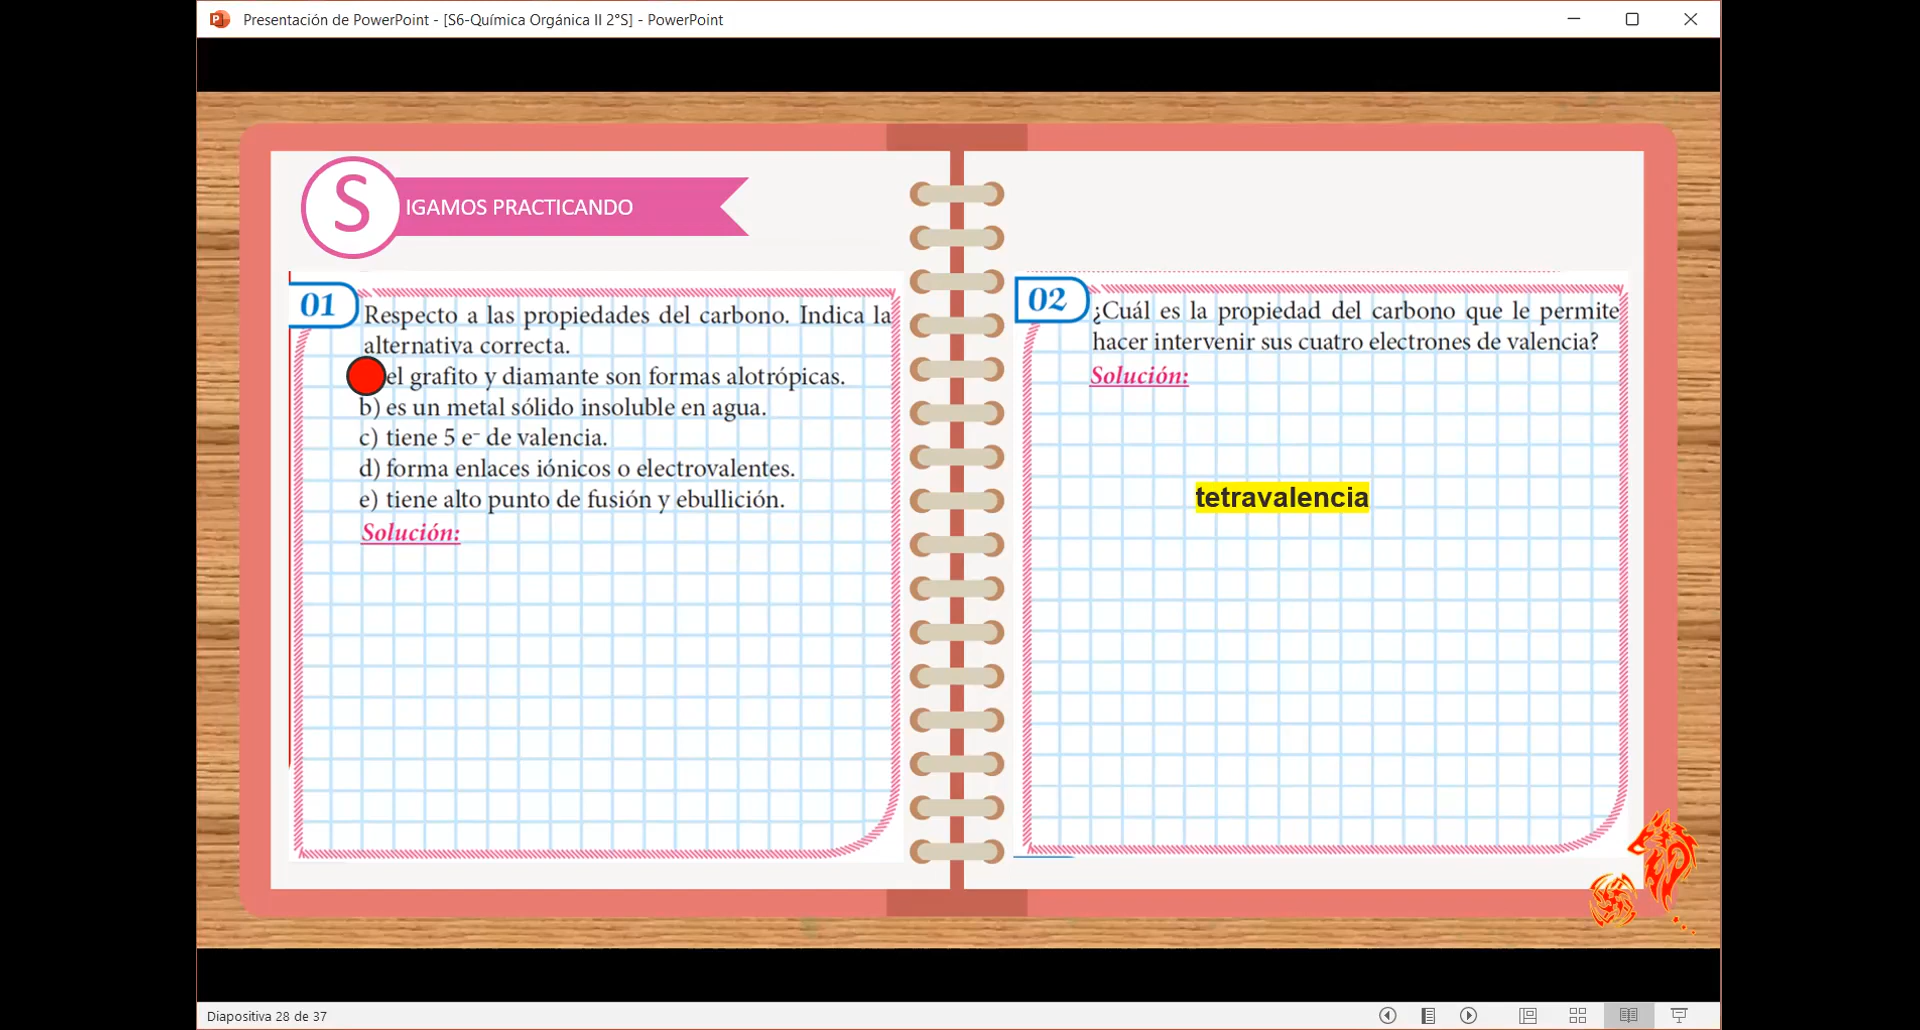 Presentación de PowerPoint - [S6-Química Orgánica II 2°S] - PowerPoint
S IGAMOS PRACTICANDO
01
Respecto a las propiedades del carbono. Indica la
alternativa correcta.
el grafito y diamante son formas alotrópicas.
b) es un metal sólido insoluble en agua.
c) tiene 5 e⁻ de valencia.
d) forma enlaces iónicos o electrovalentes.
e) tiene alto punto de fusión y ebullición.
Solución:
02
¿Cuál es la propiedad del carbono que le permite
hacer intervenir sus cuatro electrones de valencia?
Solución:
tetravalencia
Diapositiva 28 de 37